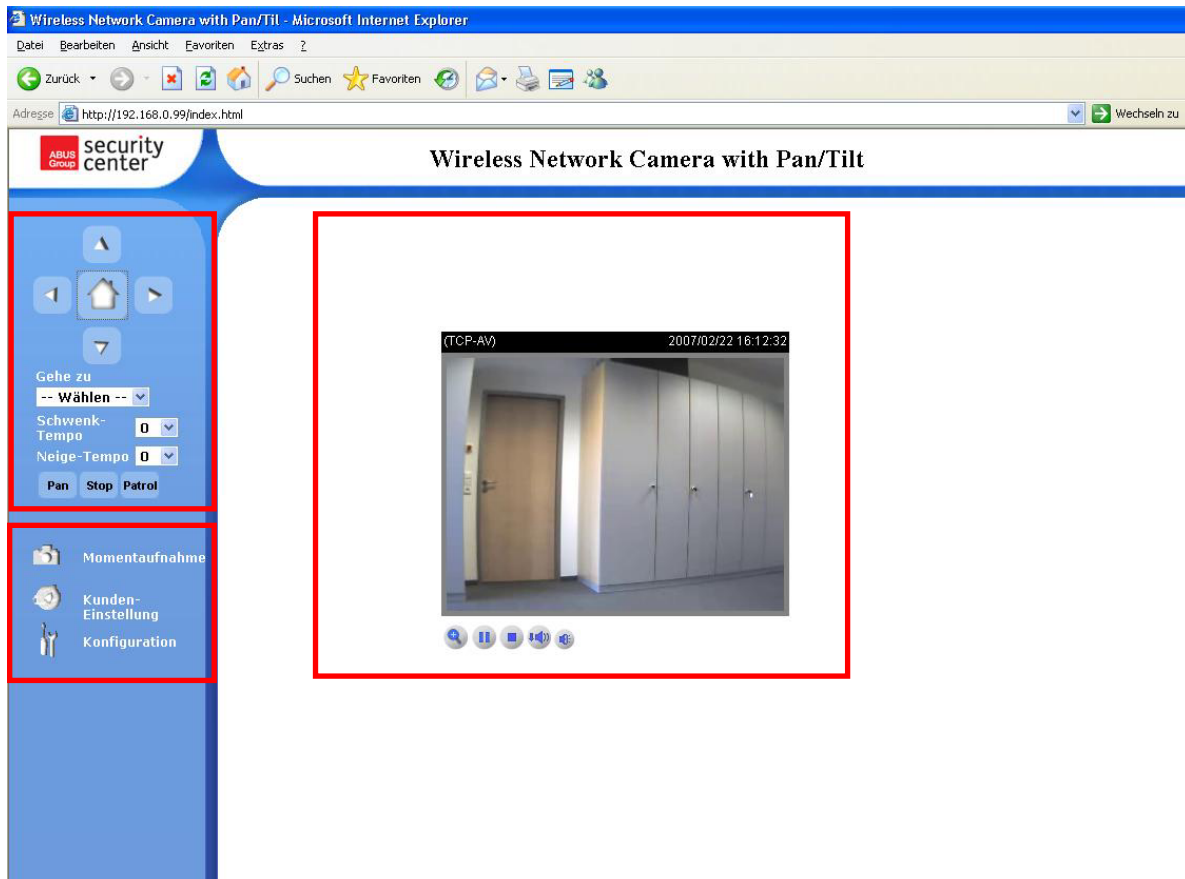 Wireless Network Camera with Pan/Til - Microsoft Internet Explorer
Datei Bearbeiten Ansicht Favoriten Extras ?
Zurück Suchen Favoriten
Adresse http://192.168.0.99/index.html Wechseln zu
ABUS Group security center
Wireless Network Camera with Pan/Tilt
Gehe zu
-- Wählen --
Schwenk-
Tempo 0
Neige-Tempo 0
Pan Stop Patrol
Momentaufnahme
Kunden-
Einstellung
Konfiguration
(TCP-AV) 2007/02/22 16:12:32